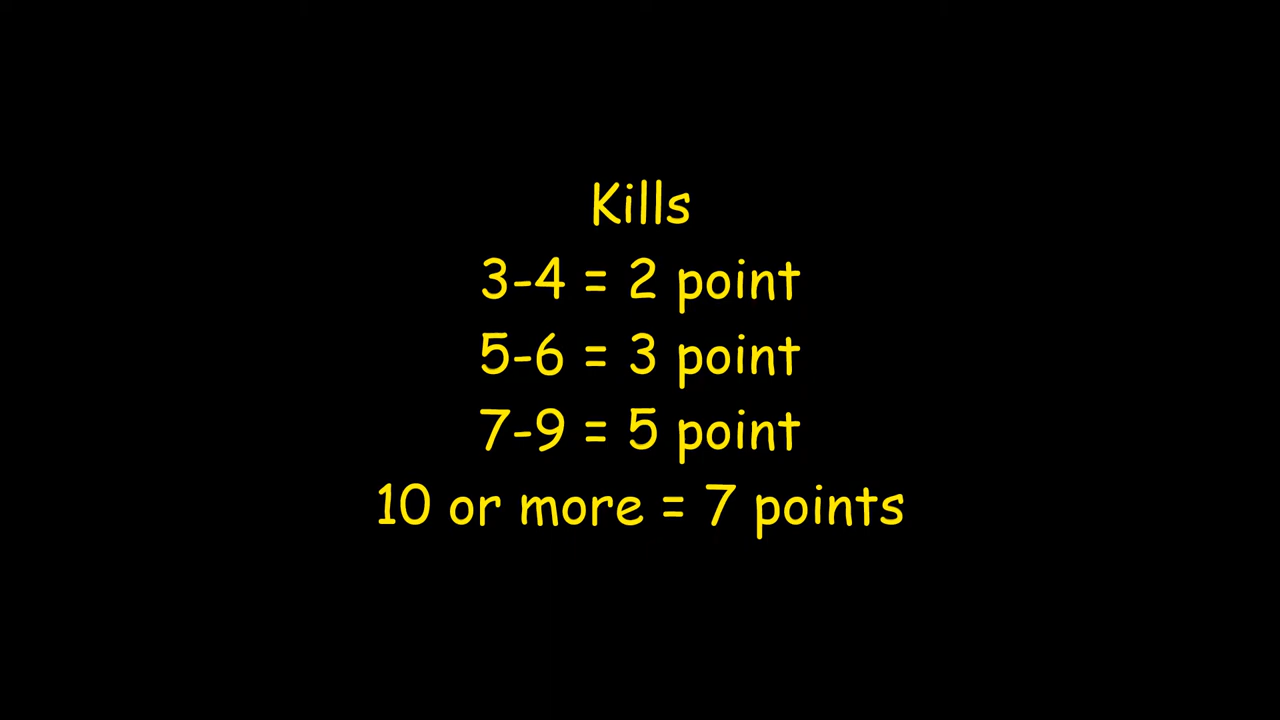 Kills
3-4 = 2 point
5-6 = 3 point
7-9 = 5 point
10 or more = 7 points